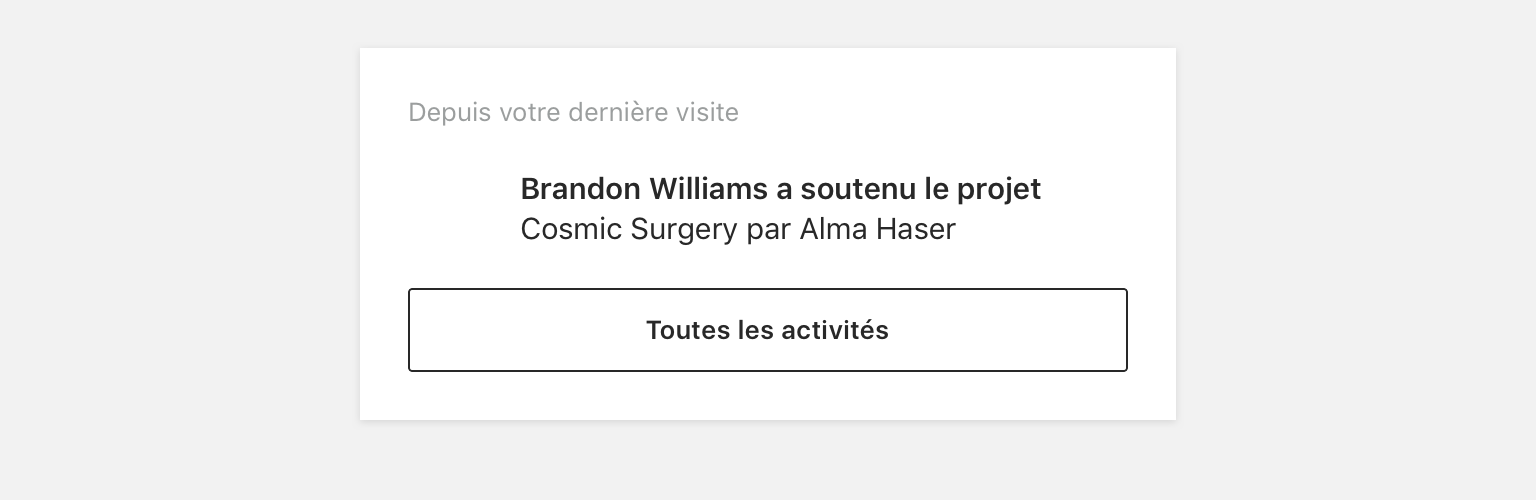 Depuis votre dernière visite
Brandon Williams a soutenu le projet
Cosmic Surgery par Alma Haser
Toutes les activités